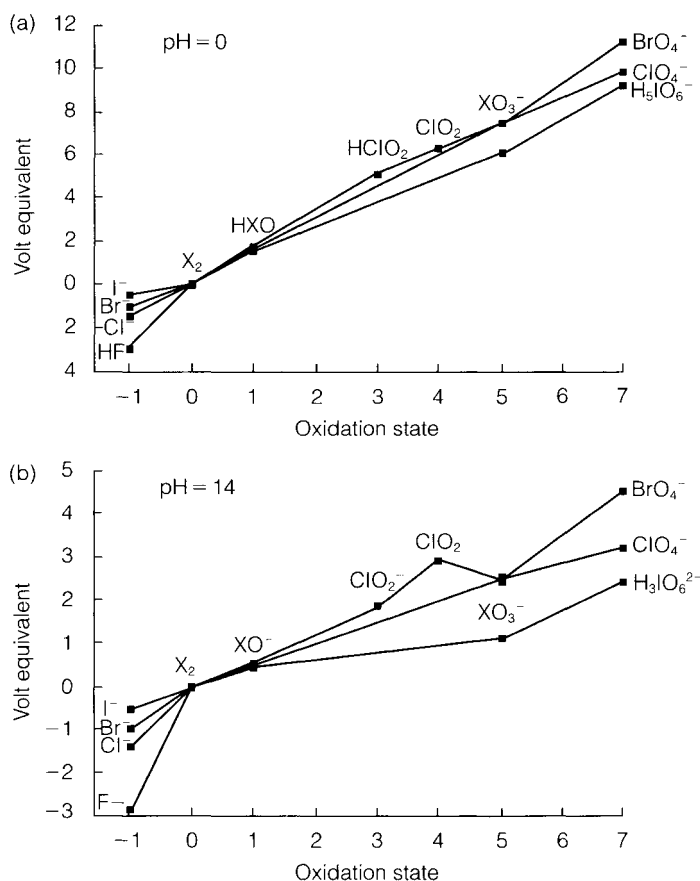 (a)
pH = 0
Volt equivalent
12
10
8
6
4
2
0
2
4
BrO₄⁻
ClO₄⁻
H₅IO₆⁻
XO₃⁻
ClO₂
HClO₂
HXO
X₂
I⁻
Br⁻
Cl⁻
HF
−1 0 1 2 3 4 5 6 7
Oxidation state
(b)
pH = 14
Volt equivalent
5
4
3
2
1
0
−1
−2
−3
BrO₄⁻
ClO₄⁻
H₃IO₆²⁻
ClO₂
ClO₂⁻
XO₃⁻
XO⁻
X₂
I⁻
Br⁻
Cl⁻
F−
−1 0 1 2 3 4 5 6 7
Oxidation state